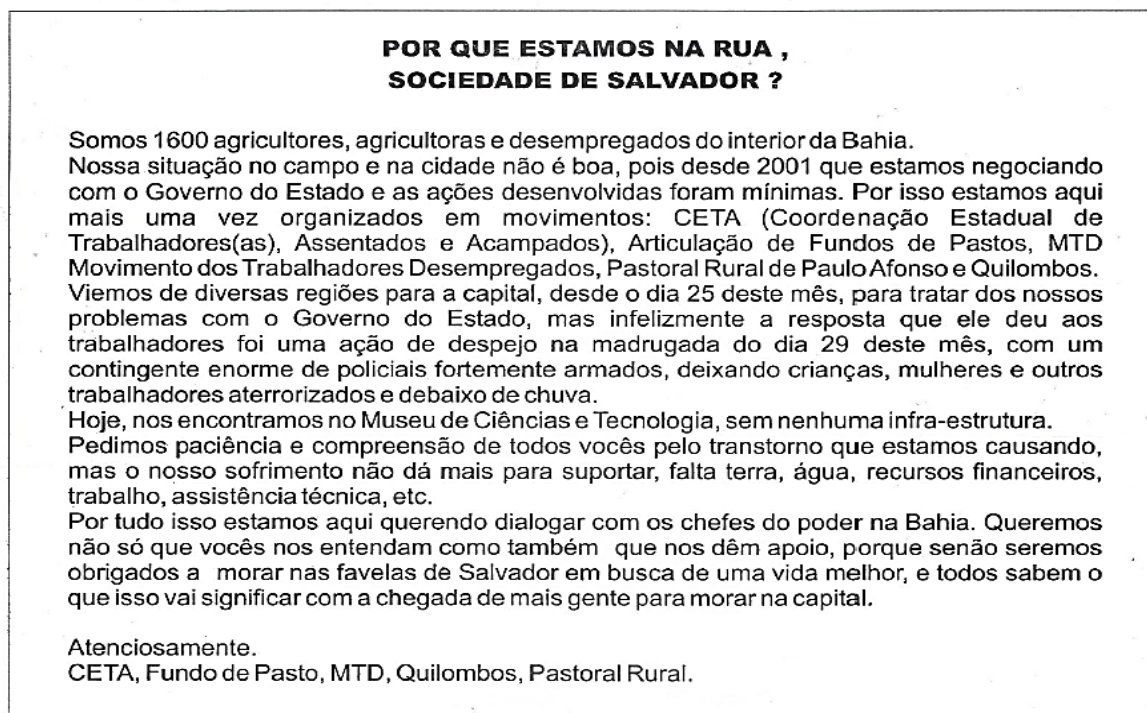 POR QUE ESTAMOS NA RUA ,
SOCIEDADE DE SALVADOR ?
Somos 1600 agricultores, agricultoras e desempregados do interior da Bahia.
Nossa situação no campo e na cidade não é boa, pois desde 2001 que estamos negociando
com o Governo do Estado e as ações desenvolvidas foram mínimas. Por isso estamos aqui
mais uma vez organizados em movimentos: CETA (Coordenação Estadual de
Trabalhadores(as), Assentados e Acampados), Articulação de Fundos de Pastos, MTD
Movimento dos Trabalhadores Desempregados, Pastoral Rural de Paulo Afonso e Quilombos.
Viemos de diversas regiões para a capital, desde o dia 25 deste mês, para tratar dos nossos
problemas com o Governo do Estado, mas infelizmente a resposta que ele deu aos
trabalhadores foi uma ação de despejo na madrugada do dia 29 deste mês, com um
contingente enorme de policiais fortemente armados, deixando crianças, mulheres e outros
trabalhadores aterrorizados e debaixo de chuva.
Hoje, nos encontramos no Museu de Ciências e Tecnologia, sem nenhuma infra-estrutura.
Pedimos paciência e compreensão de todos vocês pelo transtorno que estamos causando,
mas o nosso sofrimento não dá mais para suportar, falta terra, água, recursos financeiros,
trabalho, assistência técnica, etc.
Por tudo isso estamos aqui querendo dialogar com os chefes do poder na Bahia. Queremos
não só que vocês nos entendam como também que nos dêm apoio, porque senão seremos
obrigados a morar nas favelas de Salvador em busca de uma vida melhor, e todos sabem o
que isso vai significar com a chegada de mais gente para morar na capital.
Atenciosamente.
CETA, Fundo de Pasto, MTD, Quilombos, Pastoral Rural.